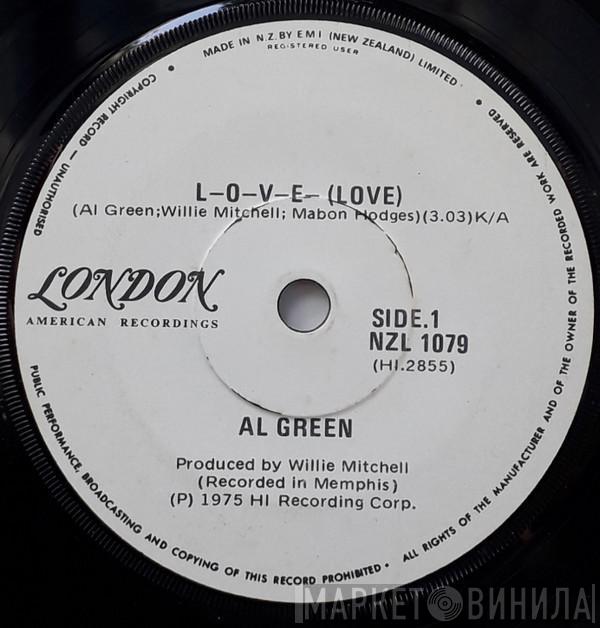 MADE IN N.Z. BY EMI (NEW ZEALAND) LIMITED
REGISTERED USER
COPYRIGHT RECORD — UNAUTHORISED
PUBLIC PERFORMANCE, BROADCASTING AND COPYING OF THIS RECORD PROHIBITED •
ALL RIGHTS OF THE MANUFACTURER AND OF THE OWNER OF THE RECORDED WORK ARE RESERVED
L-O-V-E- (LOVE)
(Al Green;Willie Mitchell; Mabon Hodges)(3.03)K/A
LONDON
AMERICAN RECORDINGS
SIDE.1
NZL 1079
(HI.2855)
AL GREEN
Produced by Willie Mitchell
(Recorded in Memphis)
(P) 1975 HI Recording Corp.
МАРКЕТ ВИНИЛА